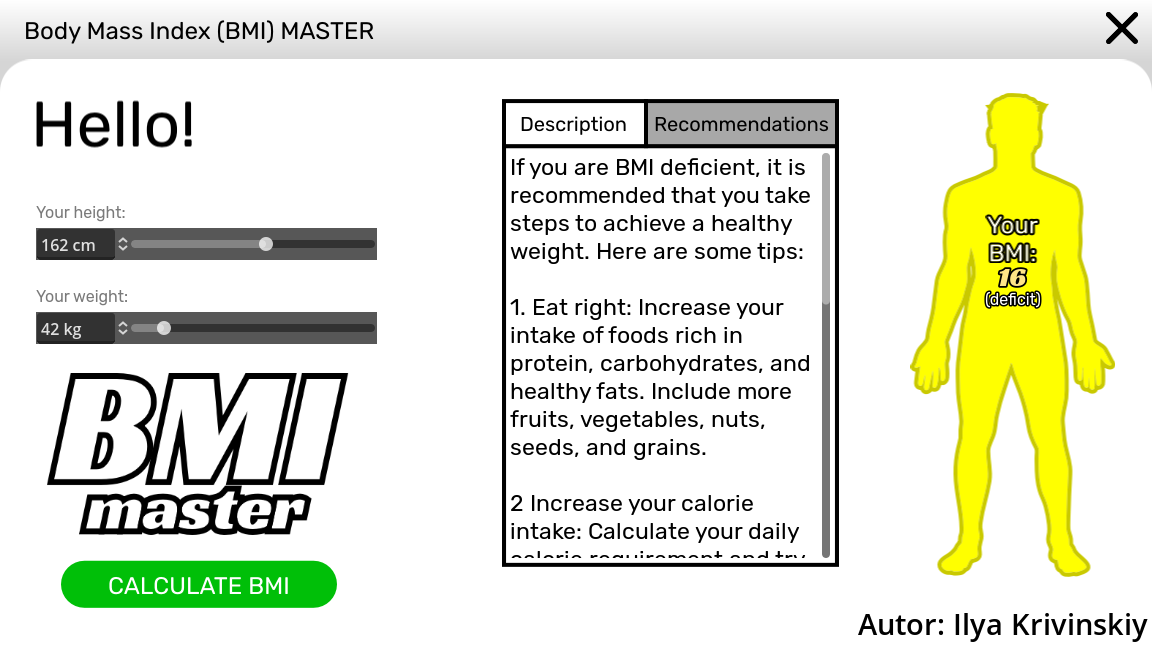 Body Mass Index (BMI) MASTER
Hello!
Your height:
162 cm
Your weight:
42 kg
BMI
master
CALCULATE BMI
Description
Recommendations
If you are BMI deficient, it is
recommended that you take
steps to achieve a healthy
weight. Here are some tips:
1. Eat right: Increase your
intake of foods rich in
protein, carbohydrates, and
healthy fats. Include more
fruits, vegetables, nuts,
seeds, and grains.
2 Increase your calorie
intake: Calculate your daily
calorie requirement and try
Your
BMI:
16
(deficit)
Autor: Ilya Krivinskiy